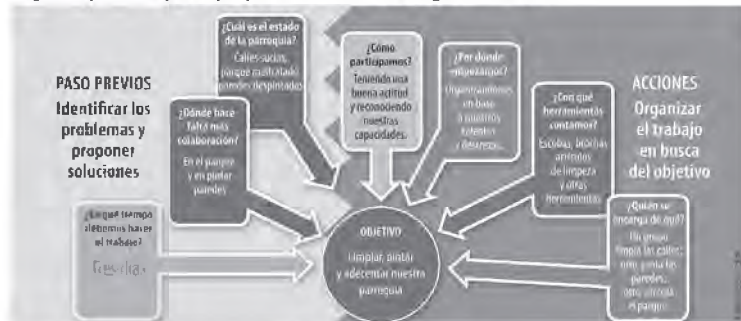 PASO PREVIOS
Identificar los
problemas y
proponer
soluciones
¿En qué tiempo
debemos hacer
el trabajo?
Tres días
¿Dónde hace
falta más
colaboración?
En el parque
y en pintar
paredes
¿Cuál es el estado
de la parroquia?
Calles sucias,
parque maltratado,
paredes despintadas
¿Cómo
participamos?
Teniendo una
buena actitud
y reconociendo
nuestras
capacidades.
¿Por dónde
empezamos?
Organizándonos
en base
a nuestros
talentos
y destrezas.
¿Con qué
herramientas
contamos?
Escobas, brochas
artículos
de limpeza
y otras
herramientas
¿Quién se
encarga de qué?
Un grupo
limpia las calles;
otro pinta las
paredes;
otro arregla
el parque.
ACCIONES
Organizar
el trabajo
en busca
del objetivo
OBJETIVO
Limpiar, pintar
y adecentar nuestra
parroquia